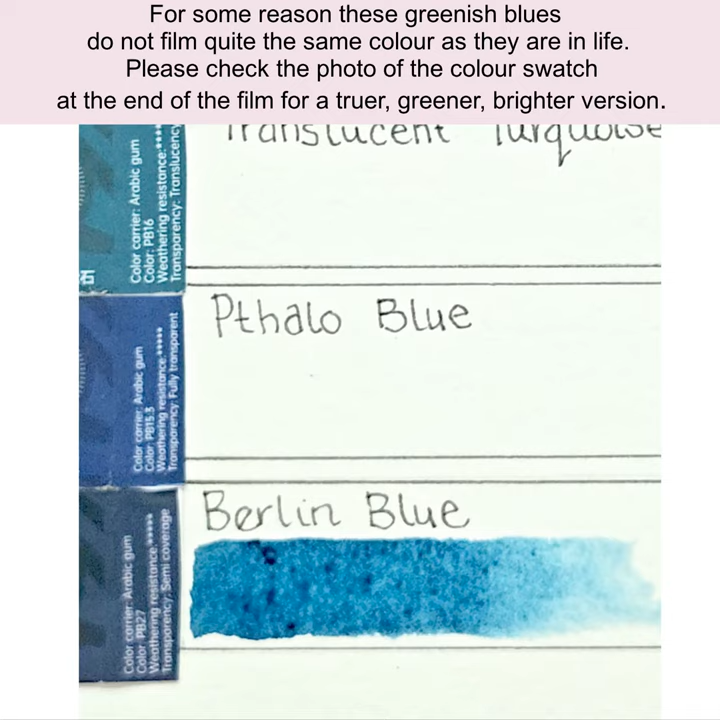 For some reason these greenish blues
do not film quite the same colour as they are in life.
Please check the photo of the colour swatch
at the end of the film for a truer, greener, brighter version.
Translucent Turquoise
Color carrier: Arabic gum
Color: PB16
Weathering resistance:****
Transparency: Translucency
Pthalo Blue
Color carrier: Arabic gum
Color: PB15:3
Weathering resistance:*****
Transparency: Fully transparent
Berlin Blue
Color carrier: Arabic gum
Color: PB27
Weathering resistance:*****
Transparency: Semi coverage